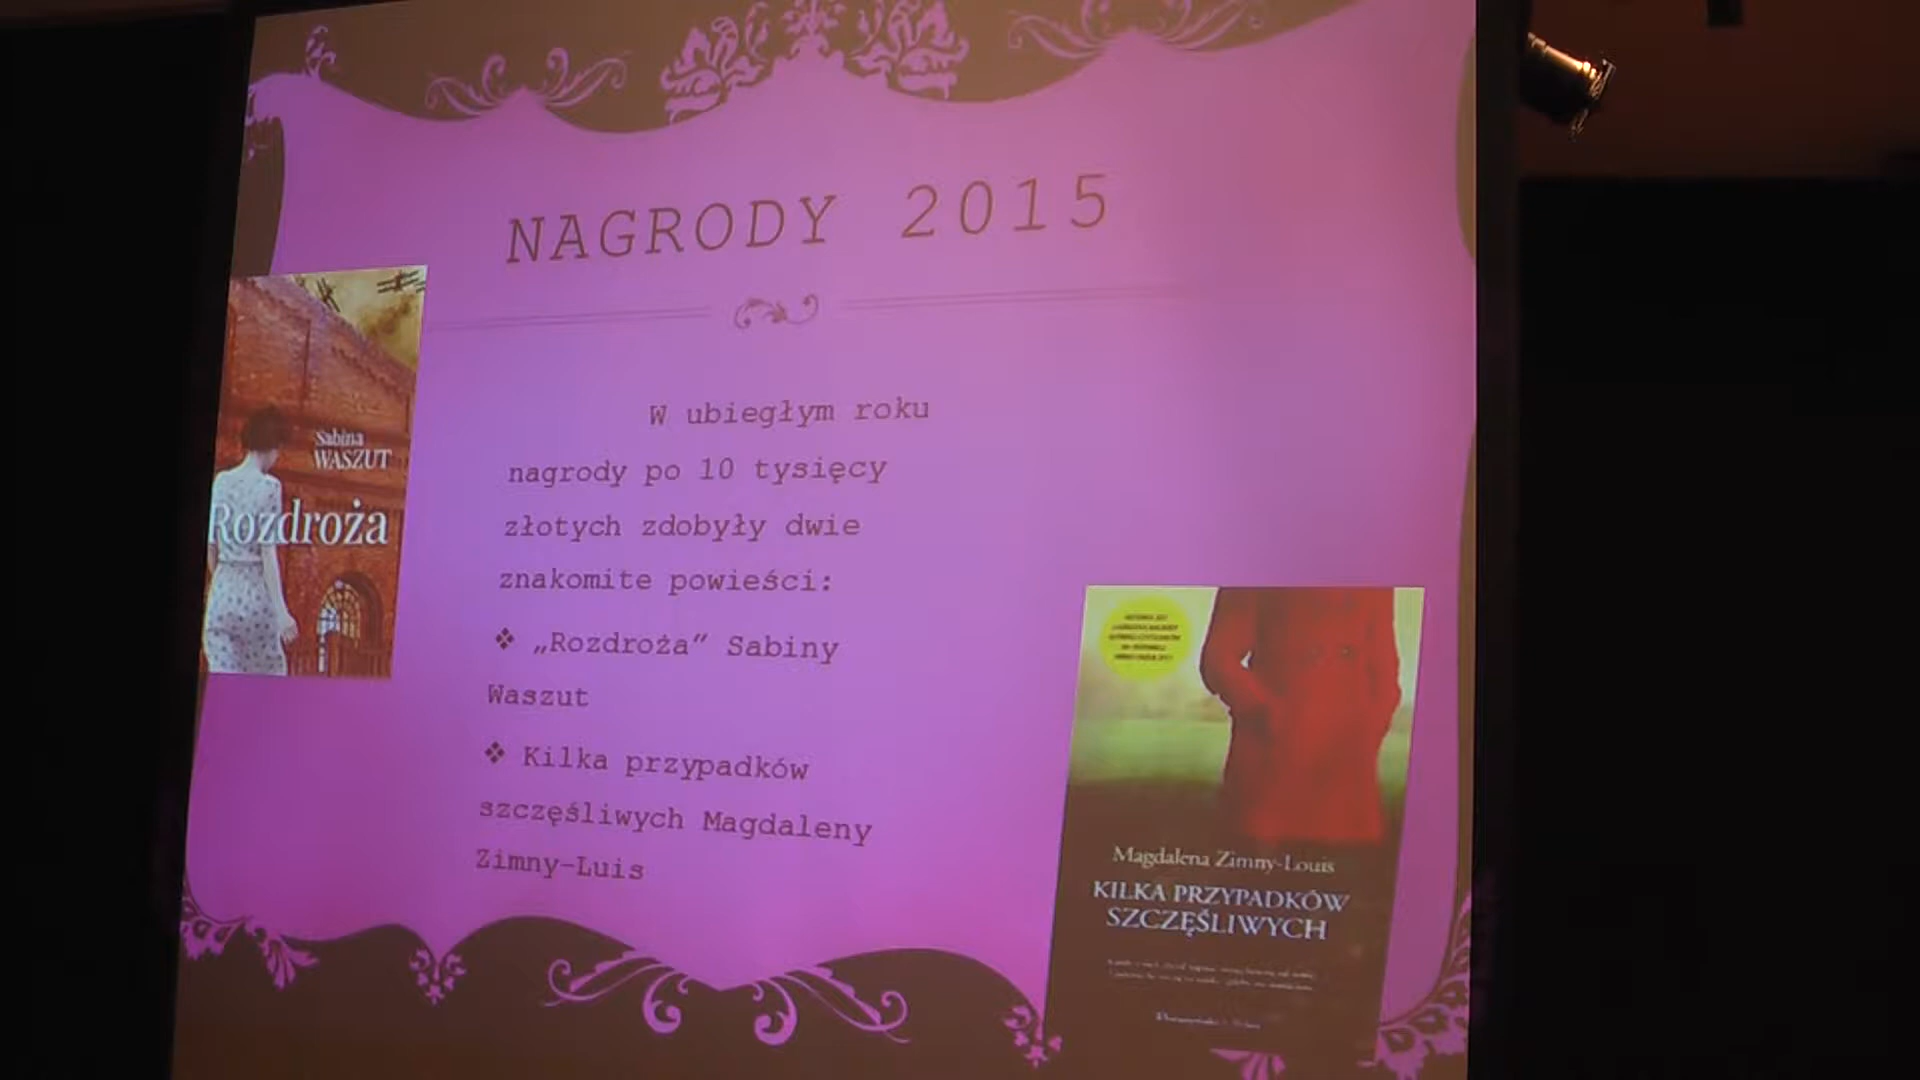 NAGRODY 2015
W ubiegłym roku
nagrody po 10 tysięcy
złotych zdobyły dwie
znakomite powieści:
❖ „Rozdroża” Sabiny
Waszut
❖ Kilka przypadków
szczęśliwych Magdaleny
Zimny-Luis
Sabina
WASZUT
Rozdroża
Magdalena Zimny-Louis
KILKA PRZYPADKÓW
SZCZĘŚLIWYCH